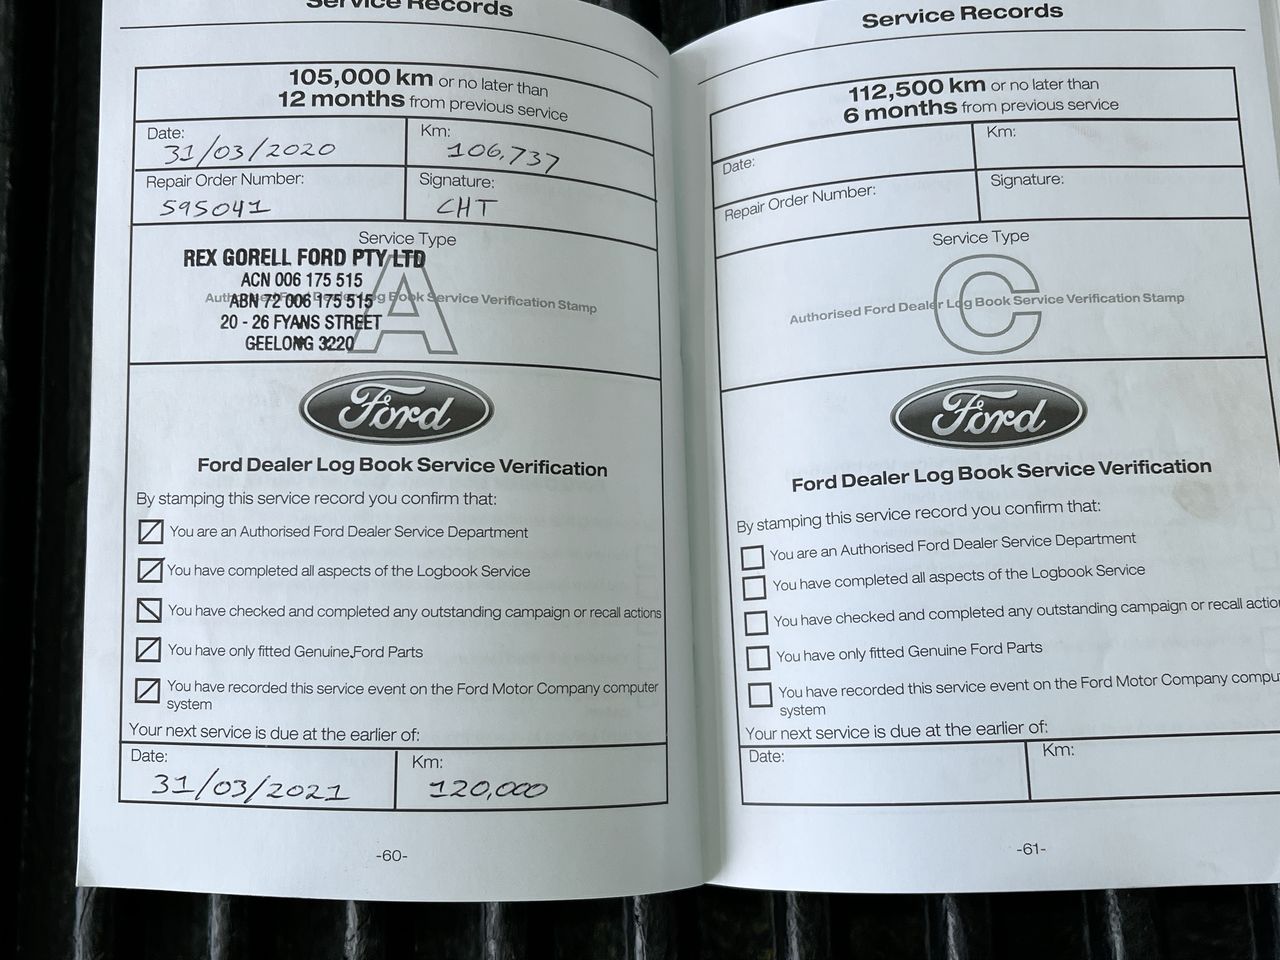 Service Records
105,000 km or no later than
12 months from previous service
Date:
31/03/2020
Km:
106,737
Repair Order Number:
595041
Signature:
CHT
Service Type
A
Authorised Ford Dealer Log Book Service Verification Stamp
REX GORELL FORD PTY LTD
ACN 006 175 515
ABN 72 006 175 515
20 - 26 FYANS STREET
GEELONG 3220
Ford
Ford Dealer Log Book Service Verification
By stamping this service record you confirm that:
You are an Authorised Ford Dealer Service Department
You have completed all aspects of the Logbook Service
You have checked and completed any outstanding campaign or recall actions
You have only fitted Genuine Ford Parts
You have recorded this service event on the Ford Motor Company computer
system
Your next service is due at the earlier of:
Date:
31/03/2021
Km:
120,000
-60-
Service Records
112,500 km or no later than
6 months from previous service
Date:
Km:
Repair Order Number:
Signature:
Service Type
C
Authorised Ford Dealer Log Book Service Verification Stamp
Ford
Ford Dealer Log Book Service Verification
By stamping this service record you confirm that:
You are an Authorised Ford Dealer Service Department
You have completed all aspects of the Logbook Service
You have checked and completed any outstanding campaign or recall actio
You have only fitted Genuine Ford Parts
You have recorded this service event on the Ford Motor Company compu
system
Your next service is due at the earlier of:
Date:
Km:
-61-